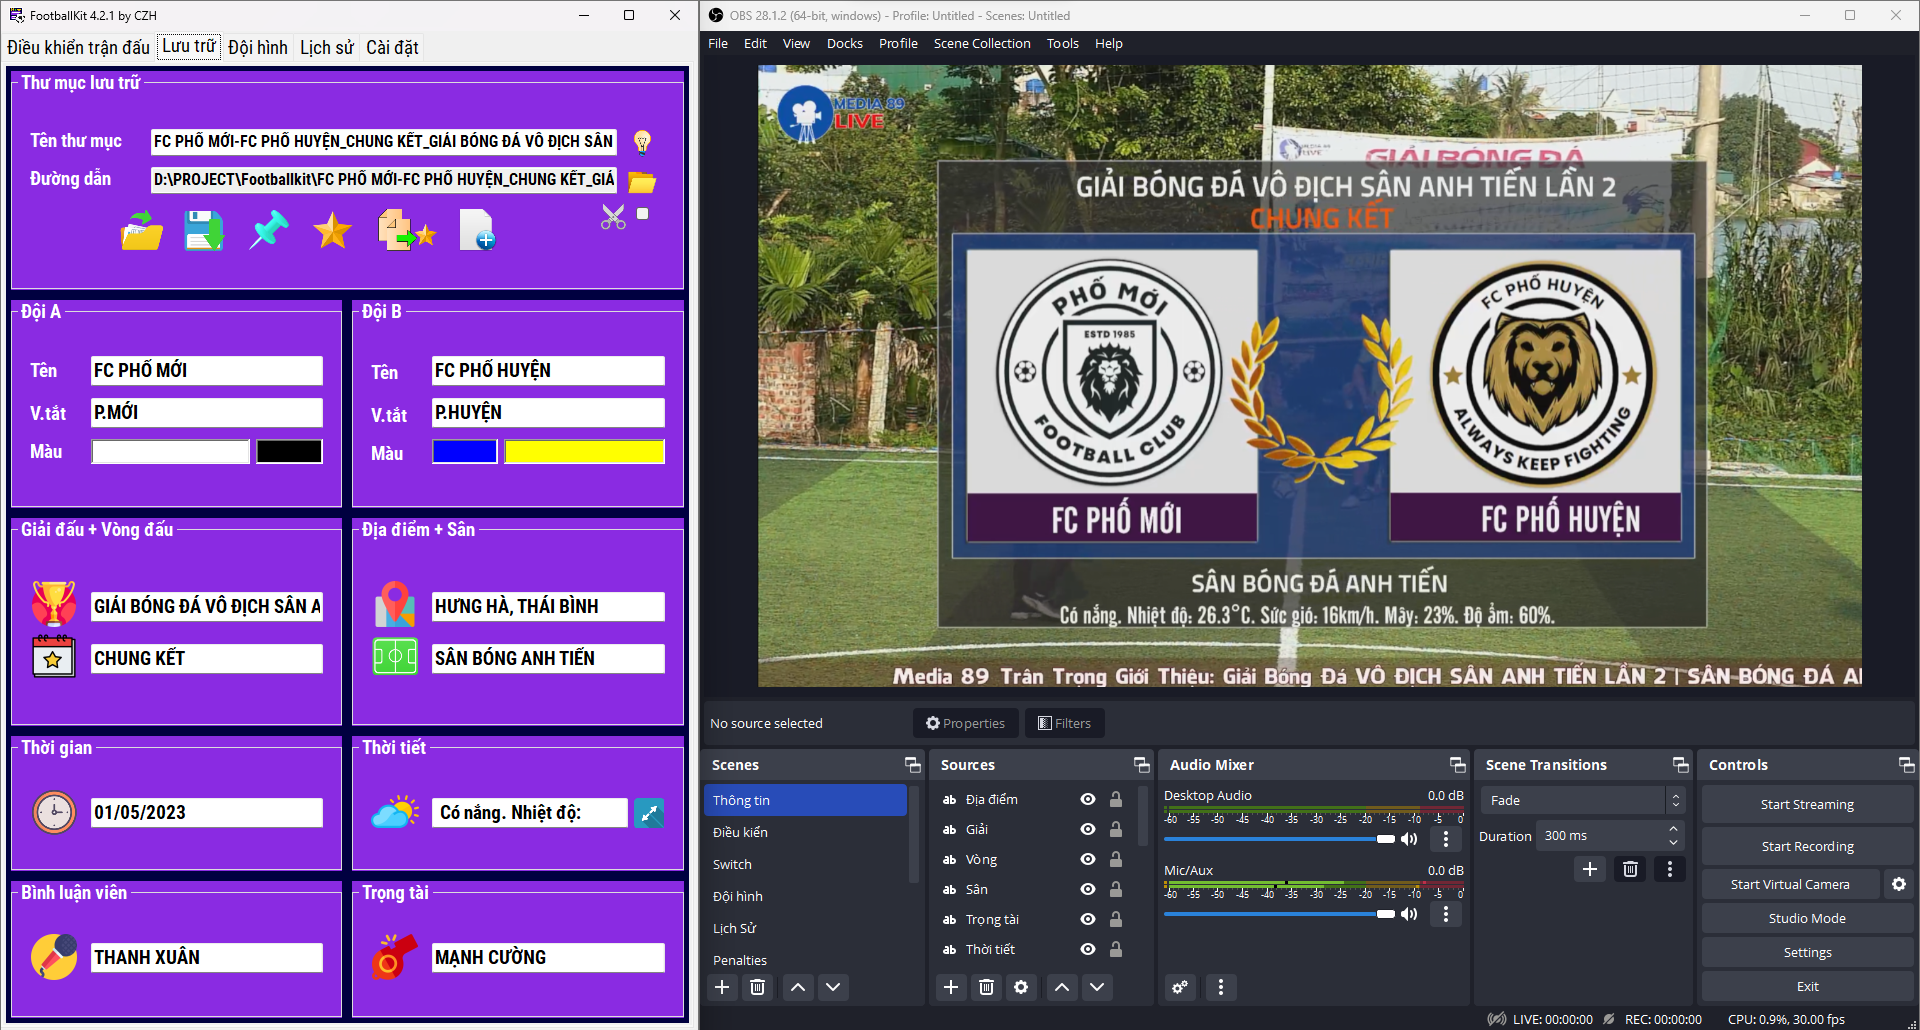 FootballKit 4.2.1 by CZH
Điều khiển trận đấu
Lưu trữ
Đội hình
Lịch sử
Cài đặt
Thư mục lưu trữ
Tên thư mục
FC PHỐ MỚI-FC PHỐ HUYỆN_CHUNG KẾT_GIẢI BÓNG ĐÁ VÔ ĐỊCH SÂN
Đường dẫn
D:\PROJECT\Footballkit\FC PHỐ MỚI-FC PHỐ HUYỆN_CHUNG KẾT_GIẢ
Đội A
Tên
FC PHỐ MỚI
V.tắt
P.MỚI
Màu
Đội B
Tên
FC PHỐ HUYỆN
V.tắt
P.HUYỆN
Màu
Giải đấu + Vòng đấu
GIẢI BÓNG ĐÁ VÔ ĐỊCH SÂN A
CHUNG KẾT
Địa điểm + Sân
HƯNG HÀ, THÁI BÌNH
SÂN BÓNG ANH TIẾN
Thời gian
01/05/2023
Thời tiết
Có nắng. Nhiệt độ:
Bình luận viên
THANH XUÂN
Trọng tài
MẠNH CƯỜNG
OBS 28.1.2 (64-bit, windows) - Profile: Untitled - Scenes: Untitled
File
Edit
View
Docks
Profile
Scene Collection
Tools
Help
MEDIA 89
LIVE
GIẢI BÓNG ĐÁ
GIẢI BÓNG ĐÁ VÔ ĐỊCH SÂN ANH TIẾN LẦN 2
CHUNG KẾT
PHỐ MỚI
ESTD 1985
FOOTBALL CLUB
FC PHỐ MỚI
FC PHỐ HUYỆN
ALWAYS KEEP FIGHTING
FC PHỐ HUYỆN
SÂN BÓNG ĐÁ ANH TIẾN
Có nắng. Nhiệt độ: 26.3°C. Sức gió: 16km/h. Mây: 23%. Độ ẩm: 60%.
Media 89 Trân Trọng Giới Thiệu: Giải Bóng Đá VÔ ĐỊCH SÂN ANH TIẾN LẦN 2 | SÂN BÓNG ĐÁ AI
No source selected
Properties
Filters
Scenes
Thông tin
Điều kiển
Switch
Đội hình
Lịch Sử
Penalties
Sources
ab Địa điểm
ab Giải
ab Vòng
ab Sân
ab Trọng tài
ab Thời tiết
Audio Mixer
Desktop Audio 0.0 dB
-60 -55 -50 -45 -40 -35 -30 -25 -20 -15 -10 -5 0
Mic/Aux 0.0 dB
-60 -55 -50 -45 -40 -35 -30 -25 -20 -15 -10 -5 0
Scene Transitions
Fade
Duration 300 ms
Controls
Start Streaming
Start Recording
Start Virtual Camera
Studio Mode
Settings
Exit
LIVE: 00:00:00
REC: 00:00:00
CPU: 0.9%, 30.00 fps